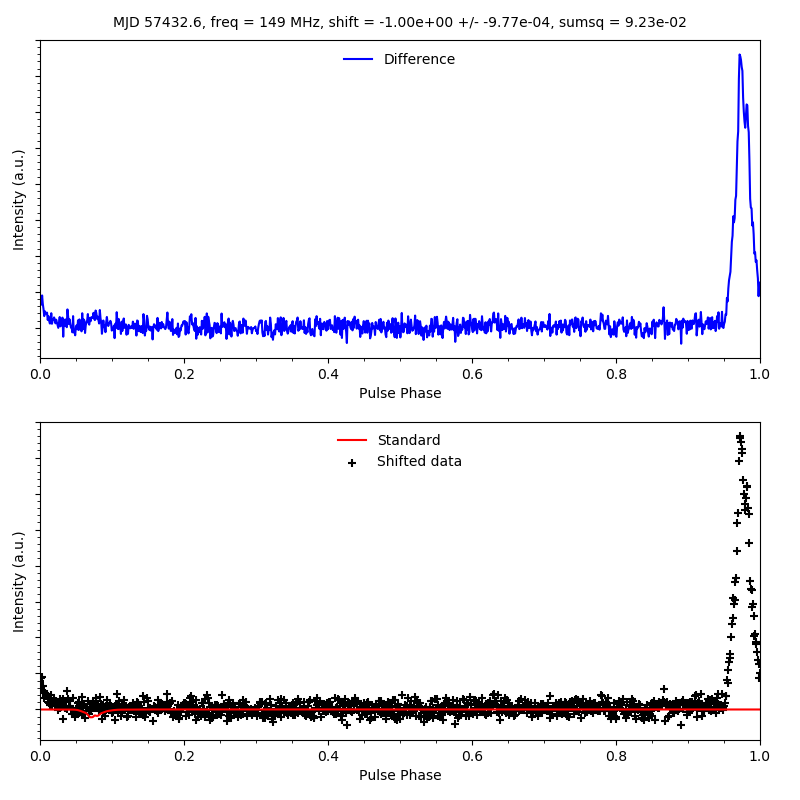 MJD 57432.6, freq = 149 MHz, shift = -1.00e+00 +/- -9.77e-04, sumsq = 9.23e-02
Difference
Intensity (a.u.)
0.0 0.2 0.4 0.6 0.8 1.0
Pulse Phase
Standard
Shifted data
Intensity (a.u.)
0.0 0.2 0.4 0.6 0.8 1.0
Pulse Phase